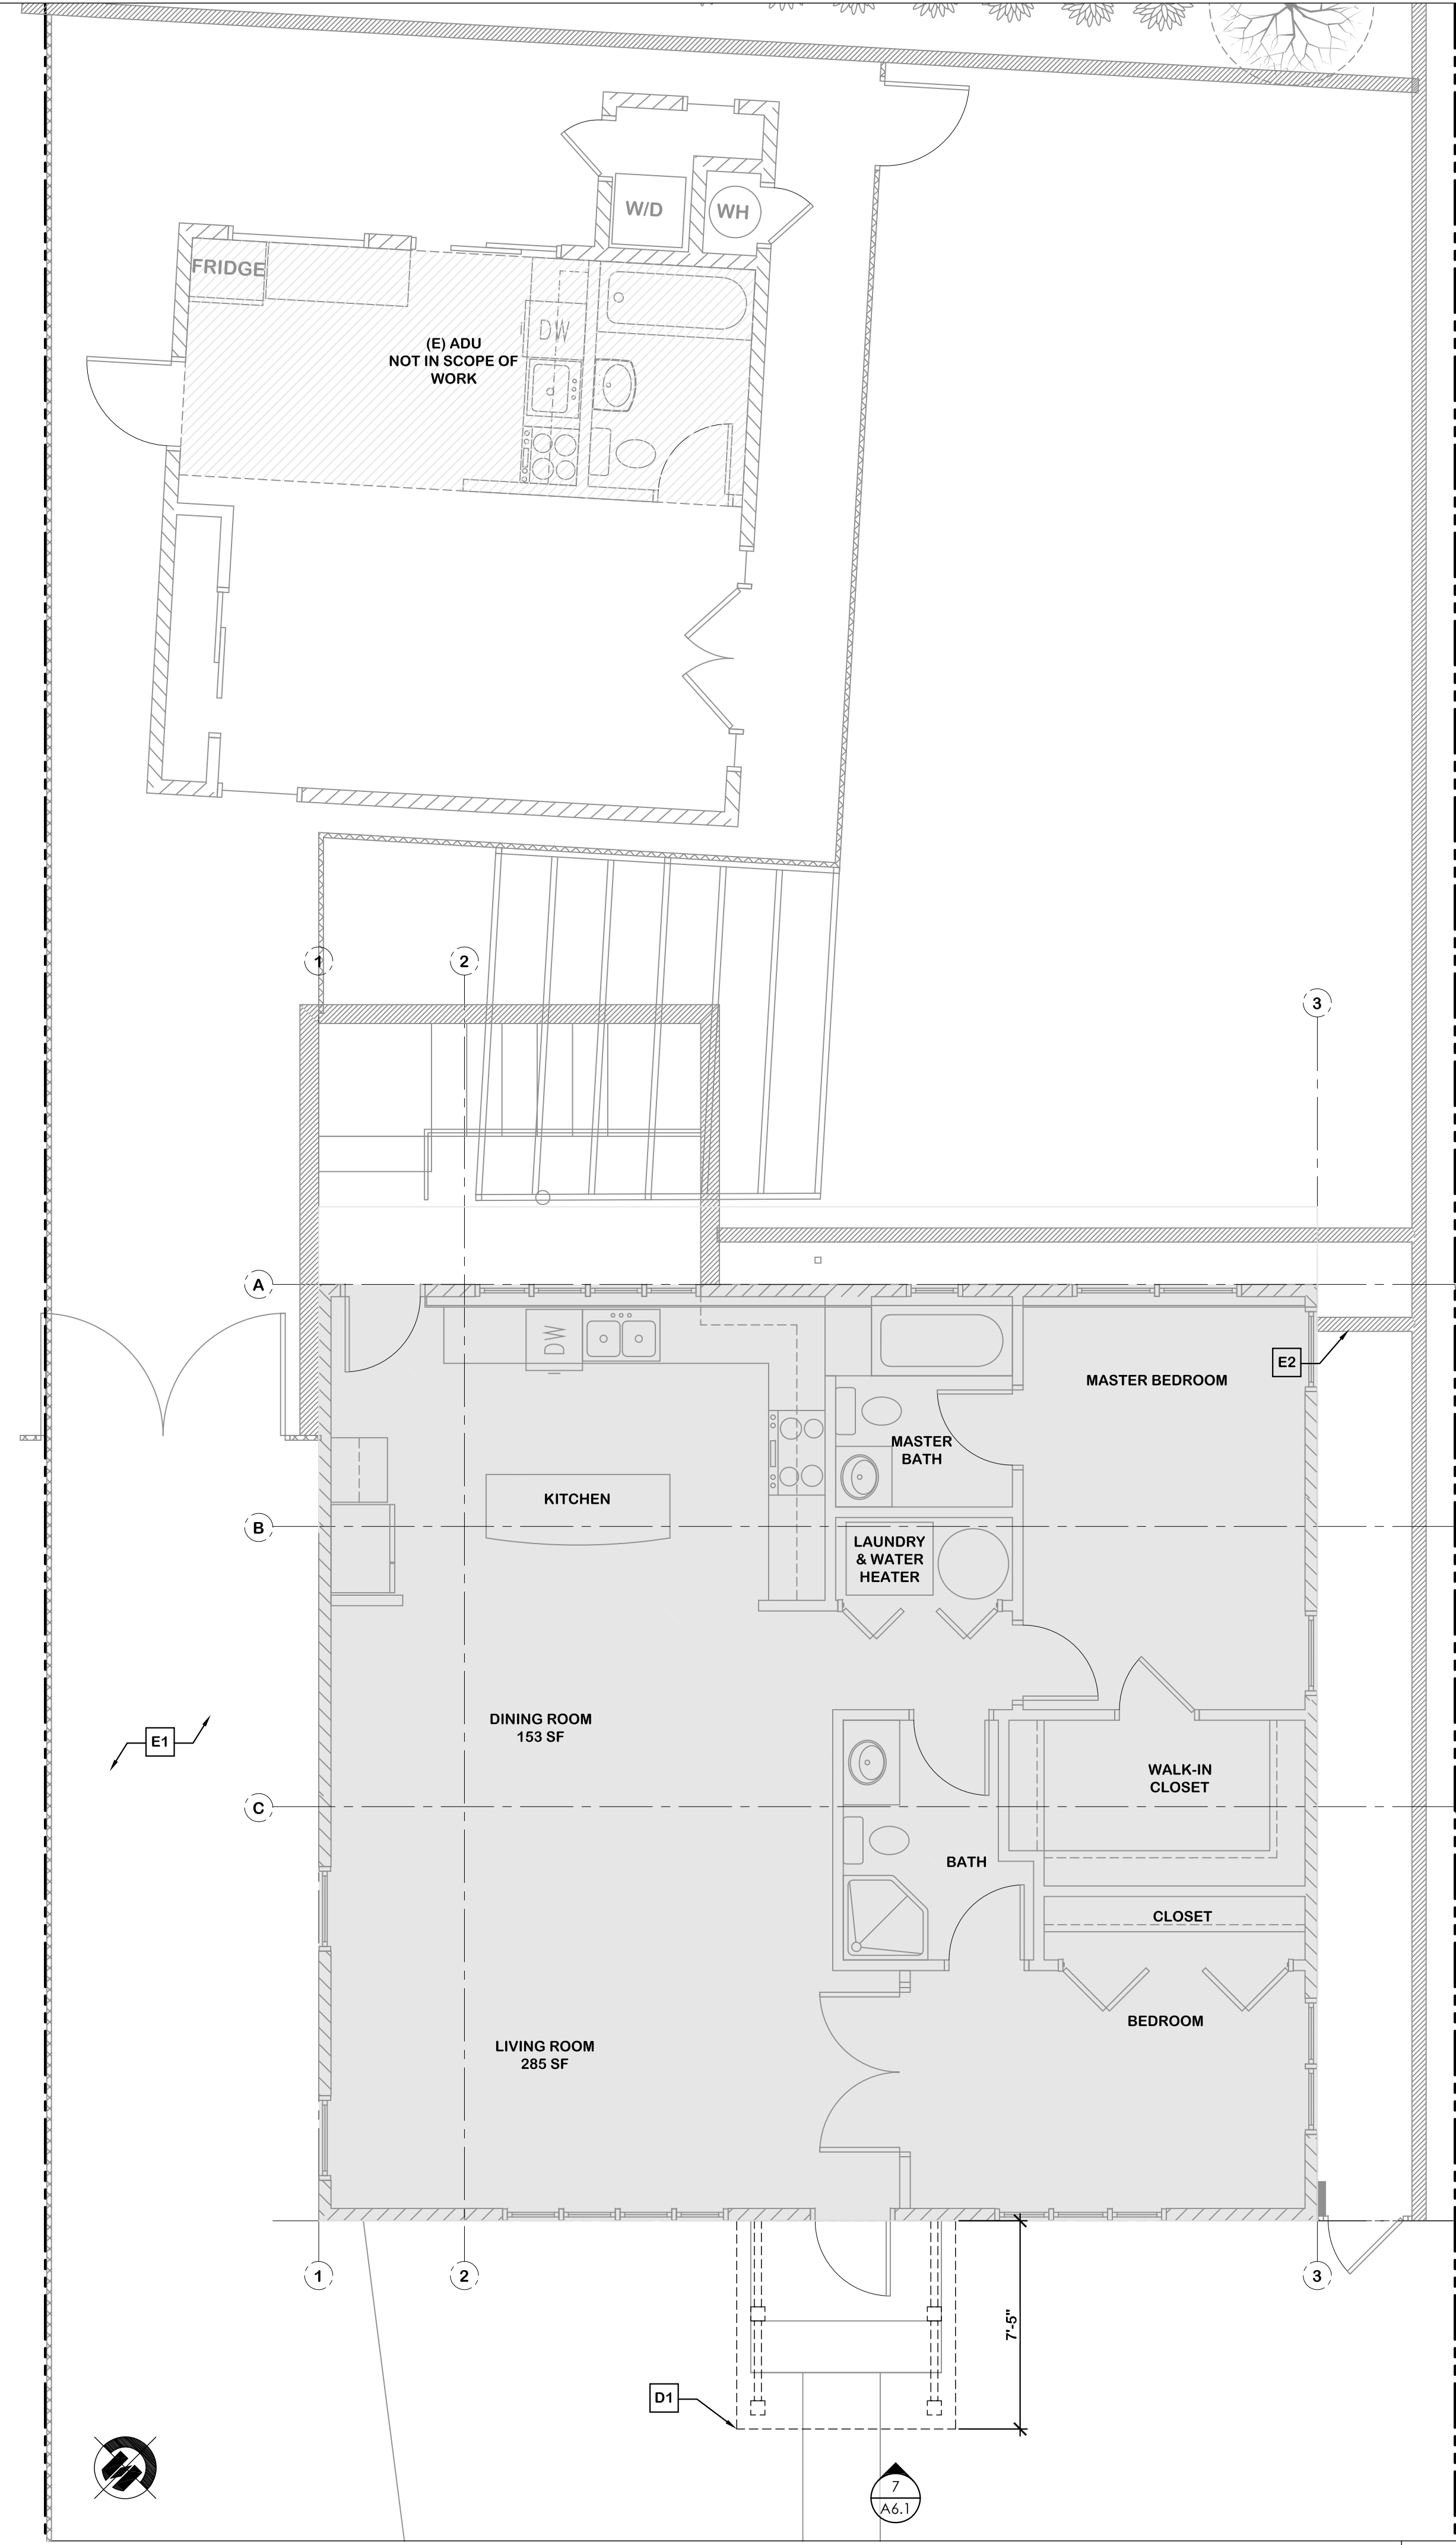 W/D
WH
FRIDGE
DW
(E) ADU
NOT IN SCOPE OF
WORK
1
2
3
A
DW
E2
MASTER BEDROOM
MASTER
BATH
KITCHEN
B
LAUNDRY
& WATER
HEATER
DINING ROOM
153 SF
E1
WALK-IN
CLOSET
C
BATH
CLOSET
BEDROOM
LIVING ROOM
285 SF
1
2
3
7'-5"
D1
7
A6.1